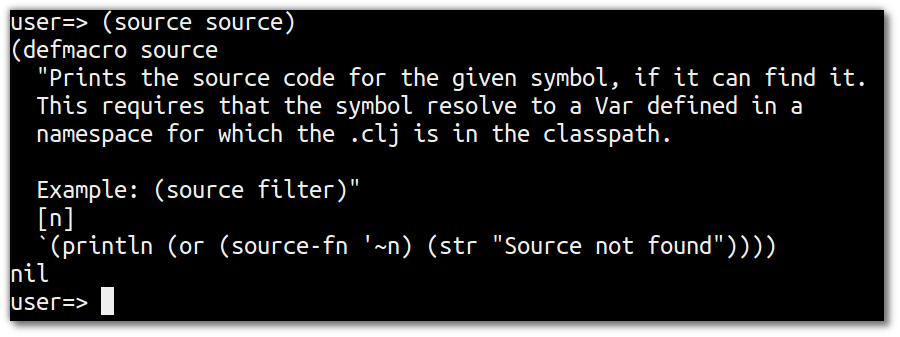 user=> (source source)
(defmacro source
  "Prints the source code for the given symbol, if it can find it.
  This requires that the symbol resolve to a Var defined in a
  namespace for which the .clj is in the classpath.

  Example: (source filter)"
  [n]
  `(println (or (source-fn '~n) (str "Source not found"))))
nil
user=>